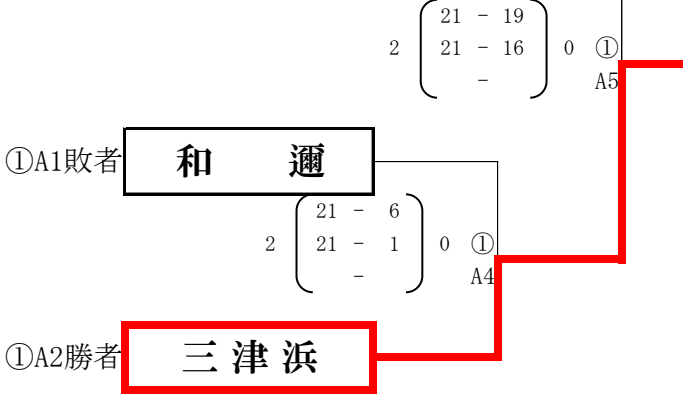 21 - 19
2 21 - 16 0 ①
- A5
①A1敗者 和 邇
21 - 6
2 21 - 1 0 ①
- A4
①A2勝者 三津浜